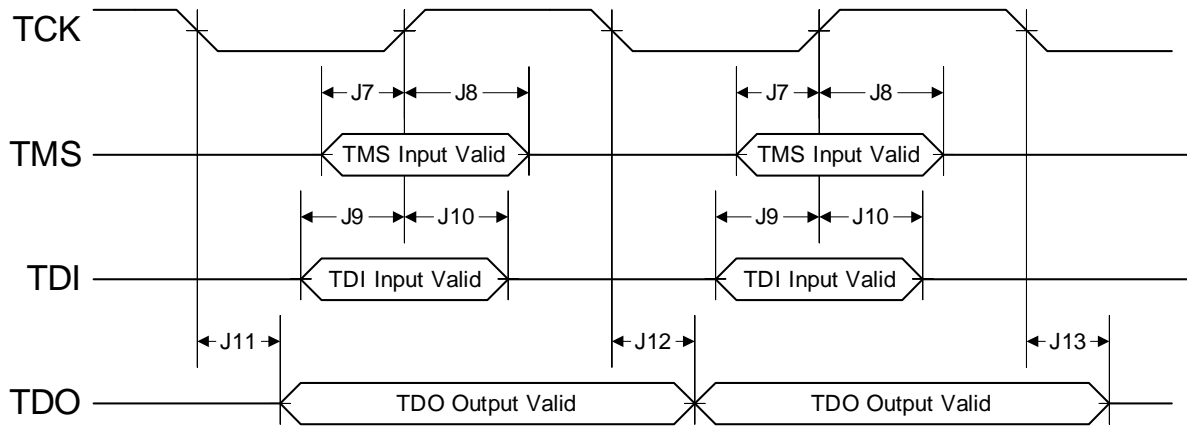 TCK
J7 J8 J7 J8
TMS TMS Input Valid TMS Input Valid
J9 J10 J9 J10
TDI TDI Input Valid TDI Input Valid
J11 J12 J13
TDO TDO Output Valid TDO Output Valid